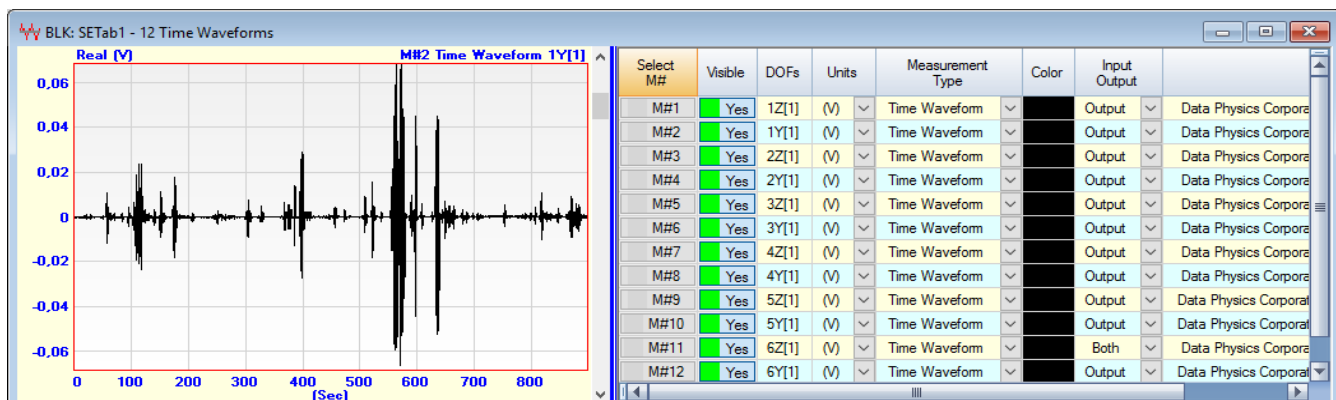 BLK: SETab1 - 12 Time Waveforms
Real (V) M#2 Time Waveform 1Y[1]
0,06
0,04
0,02
0
-0,02
-0,04
-0,06
0 100 200 300 400 500 600 700 800
(Sec)
Select M# Visible DOFs Units Measurement Type Color Input Output
M#1 Yes 1Z[1] (V) Time Waveform Output Data Physics Corpora
M#2 Yes 1Y[1] (V) Time Waveform Output Data Physics Corpora
M#3 Yes 2Z[1] (V) Time Waveform Output Data Physics Corpora
M#4 Yes 2Y[1] (V) Time Waveform Output Data Physics Corpora
M#5 Yes 3Z[1] (V) Time Waveform Output Data Physics Corpora
M#6 Yes 3Y[1] (V) Time Waveform Output Data Physics Corpora
M#7 Yes 4Z[1] (V) Time Waveform Output Data Physics Corpora
M#8 Yes 4Y[1] (V) Time Waveform Output Data Physics Corpora
M#9 Yes 5Z[1] (V) Time Waveform Output Data Physics Corporat
M#10 Yes 5Y[1] (V) Time Waveform Output Data Physics Corporat
M#11 Yes 6Z[1] (V) Time Waveform Both Data Physics Corpora
M#12 Yes 6Y[1] (V) Time Waveform Output Data Physics Corporat